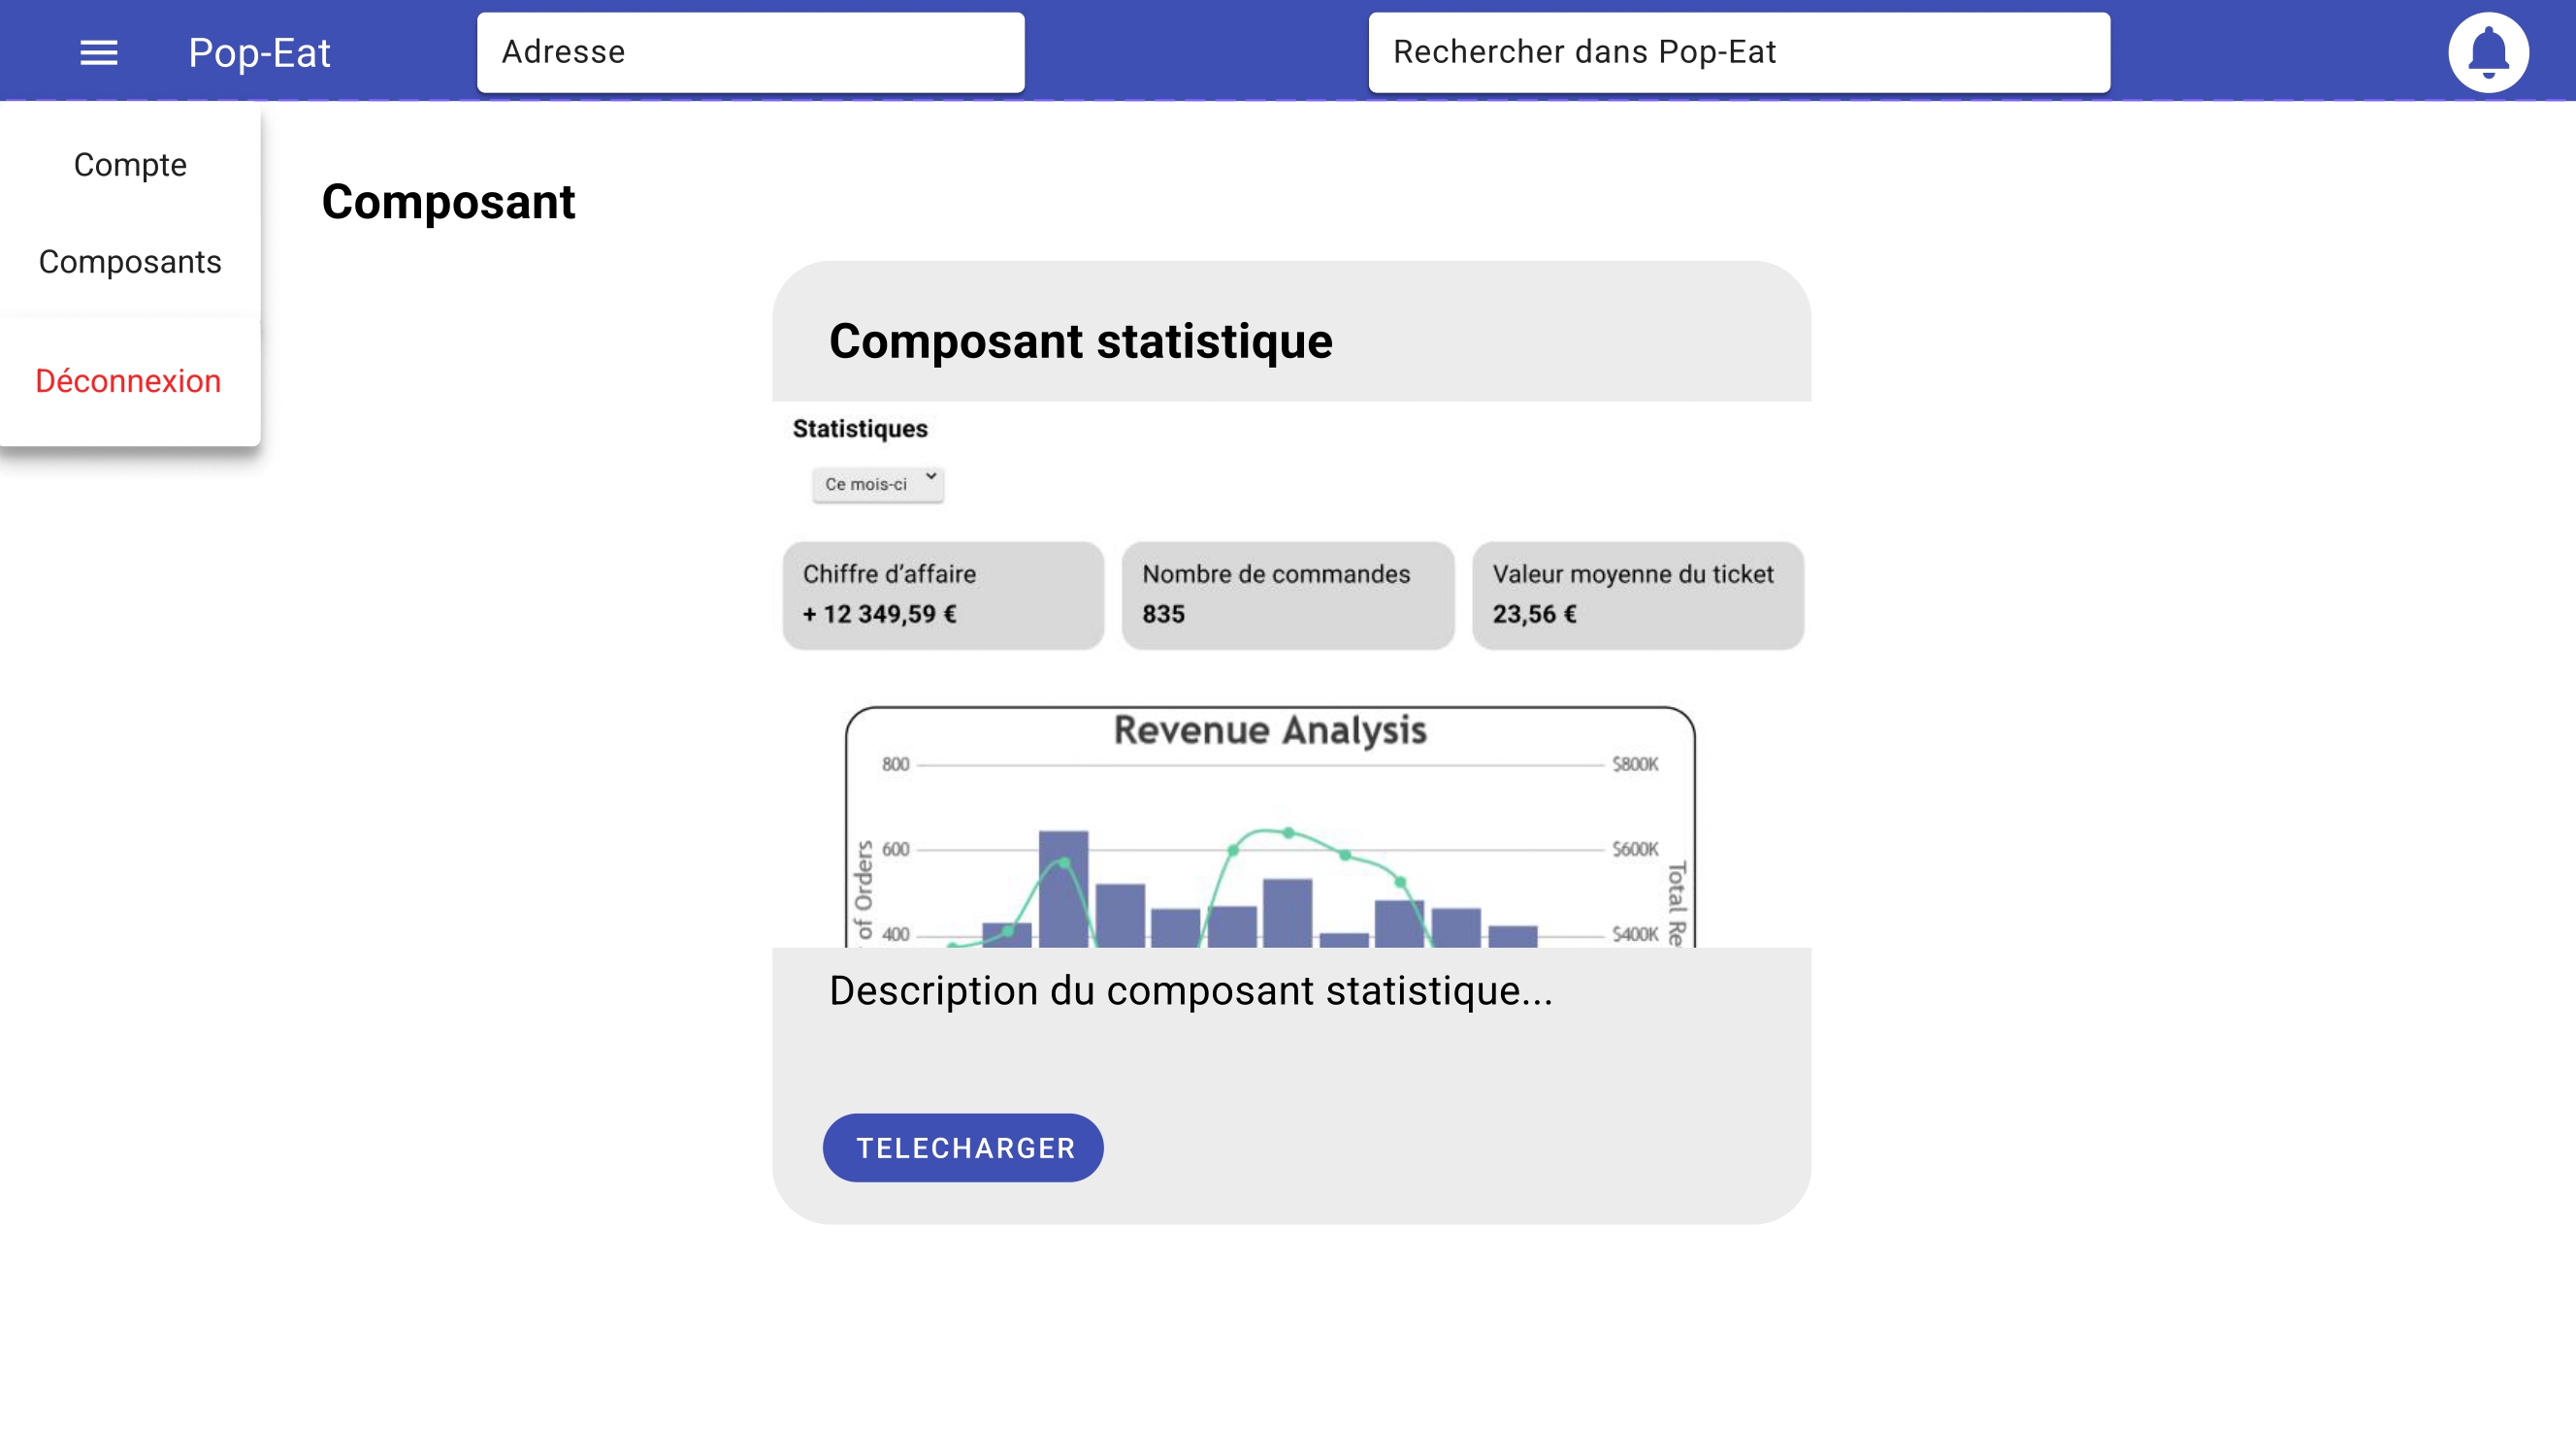 Pop-Eat
Adresse
Rechercher dans Pop-Eat
Compte
Composants
Déconnexion
Composant
Composant statistique
Statistiques
Ce mois-ci
Chiffre d’affaire
+ 12 349,59 €
Nombre de commandes
835
Valeur moyenne du ticket
23,56 €
Revenue Analysis
800
$800K
600
$600K
400
$400K
of Orders
Total Re
Description du composant statistique...
TELECHARGER